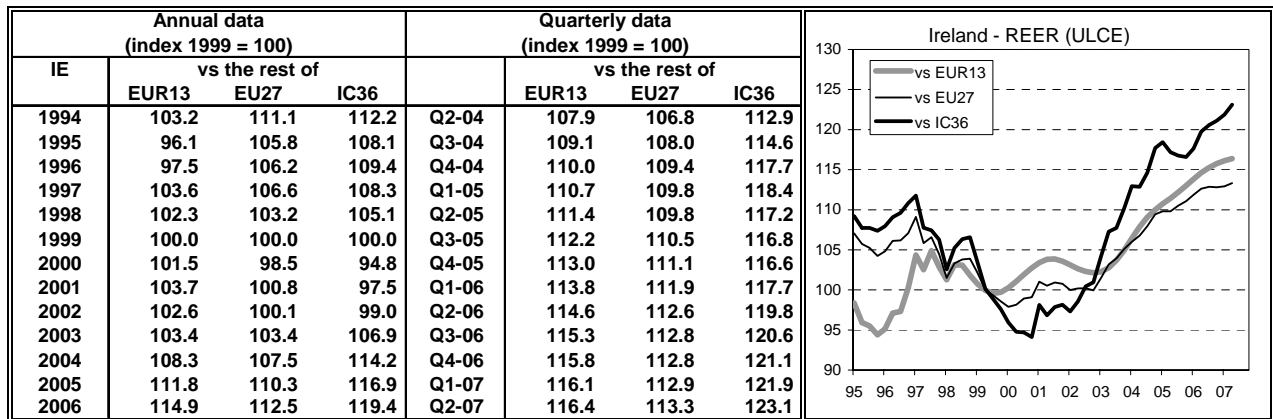 Annual data Quarterly data
(index 1999 = 100) (index 1999 = 100)
IE vs the rest of vs the rest of
EUR13 EU27 IC36 EUR13 EU27 IC36
1994 103.2 111.1 112.2 Q2-04 107.9 106.8 112.9
1995 96.1 105.8 108.1 Q3-04 109.1 108.0 114.6
1996 97.5 106.2 109.4 Q4-04 110.0 109.4 117.7
1997 103.6 106.6 108.3 Q1-05 110.7 109.8 118.4
1998 102.3 103.2 105.1 Q2-05 111.4 109.8 117.2
1999 100.0 100.0 100.0 Q3-05 112.2 110.5 116.8
2000 101.5 98.5 94.8 Q4-05 113.0 111.1 116.6
2001 103.7 100.8 97.5 Q1-06 113.8 111.9 117.7
2002 102.6 100.1 99.0 Q2-06 114.6 112.6 119.8
2003 103.4 103.4 106.9 Q3-06 115.3 112.8 120.6
2004 108.3 107.5 114.2 Q4-06 115.8 112.8 121.1
2005 111.8 110.3 116.9 Q1-07 116.1 112.9 121.9
2006 114.9 112.5 119.4 Q2-07 116.4 113.3 123.1
Ireland - REER (ULCE)
130
125
120
115
110
105
100
95
90
vs EUR13
vs EU27
vs IC36
95 96 97 98 99 00 01 02 03 04 05 06 07